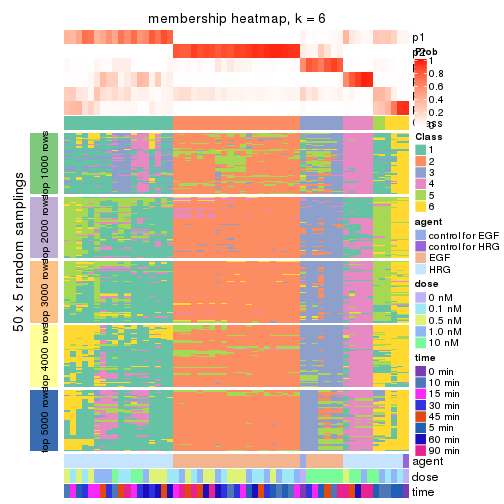 membership heatmap, k = 6
p1
p2
Prob
1
0.8
0.6
0.4
0.2
0
Class
1
2
3
4
5
6
agent
control for EGF
control for HRG
EGF
HRG
dose
0 nM
0.1 nM
0.5 nM
1.0 nM
10 nM
time
0 min
10 min
15 min
30 min
45 min
5 min
60 min
90 min
50 x 5 random samplings
top 1000 rows
top 2000 rows
top 3000 rows
top 4000 rows
top 5000 rows
agent
dose
time